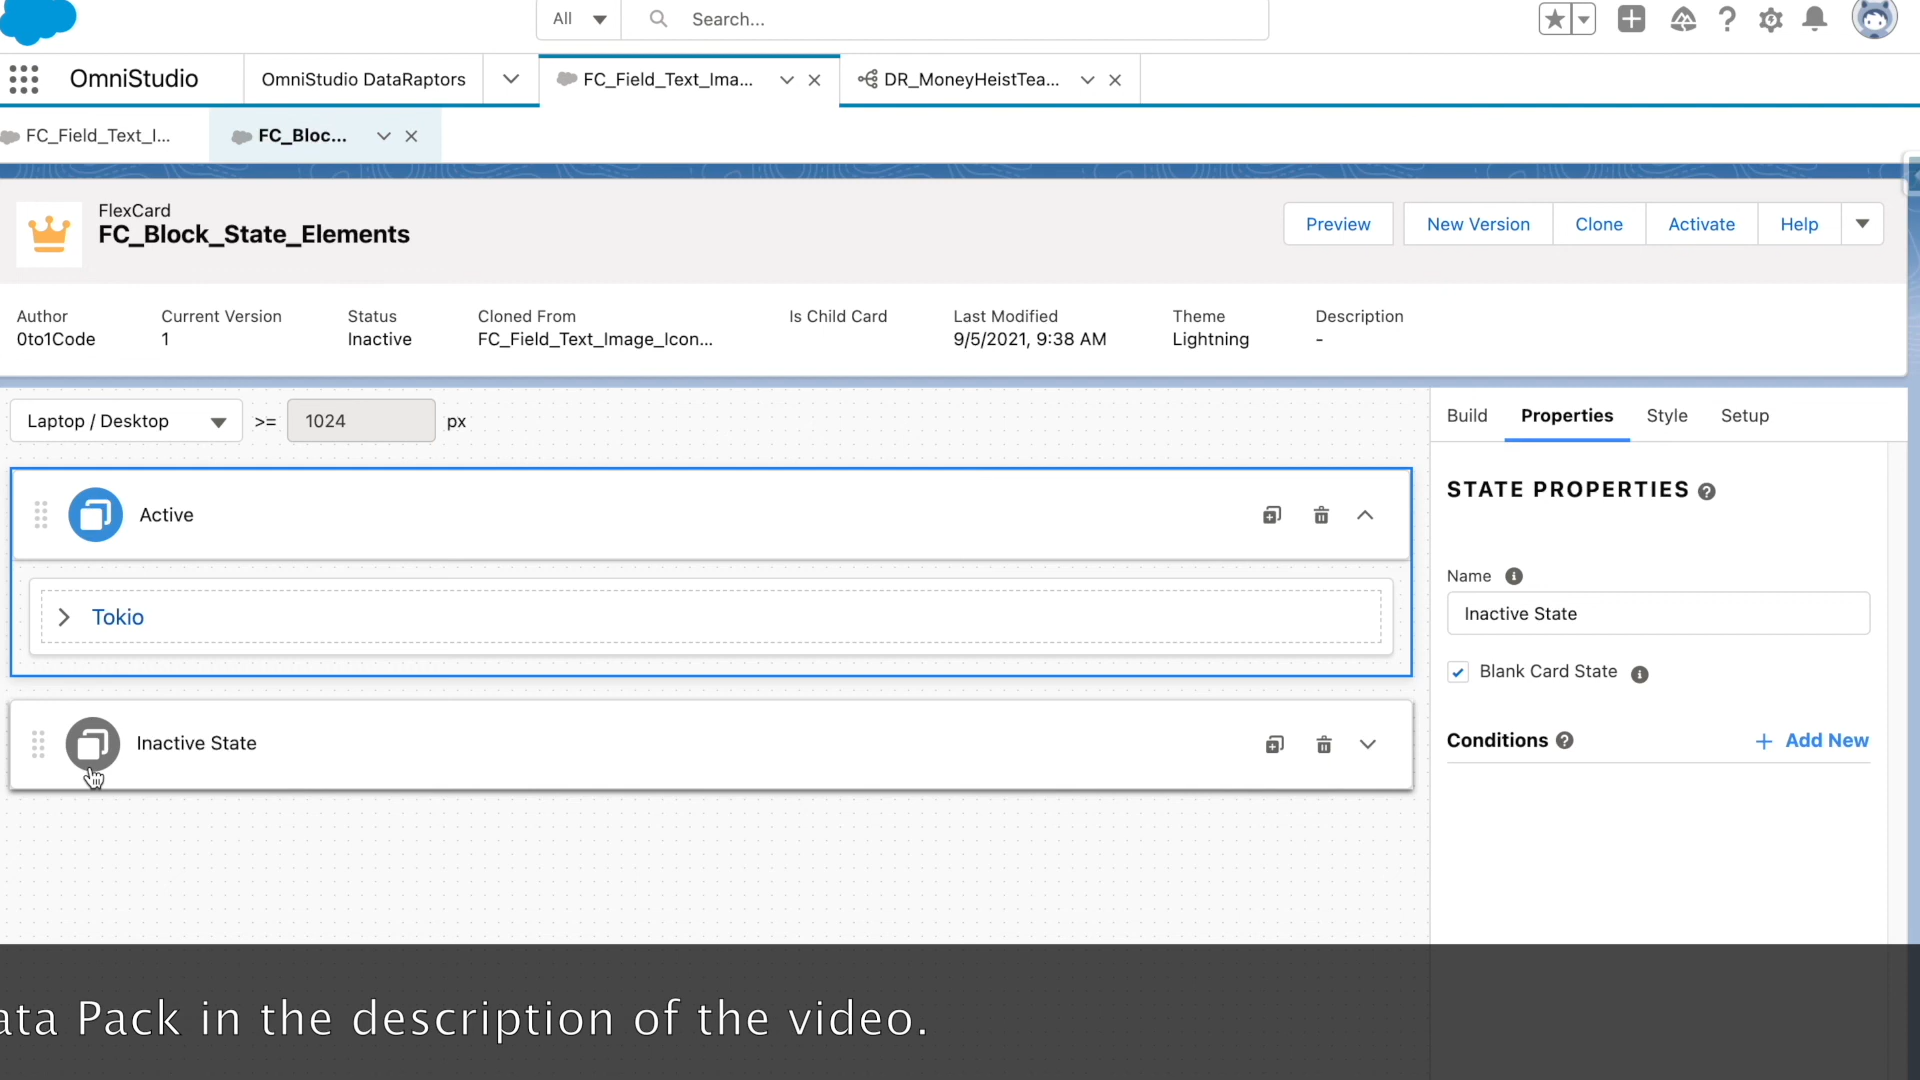 All
Search...
OmniStudio
OmniStudio DataRaptors
FC_Field_Text_Ima...
DR_MoneyHeistTea...
FC_Field_Text_I...
FC_Bloc...
FlexCard
FC_Block_State_Elements
Preview
New Version
Clone
Activate
Help
Author
Current Version
Status
Cloned From
Is Child Card
Last Modified
Theme
Description
0to1Code
1
Inactive
FC_Field_Text_Image_Icon...
9/5/2021, 9:38 AM
Lightning
-
Laptop / Desktop
>=
1024
px
Build
Properties
Style
Setup
Active
STATE PROPERTIES
Name
Inactive State
Tokio
Blank Card State
Inactive State
Conditions
+ Add New
ata Pack in the description of the video.